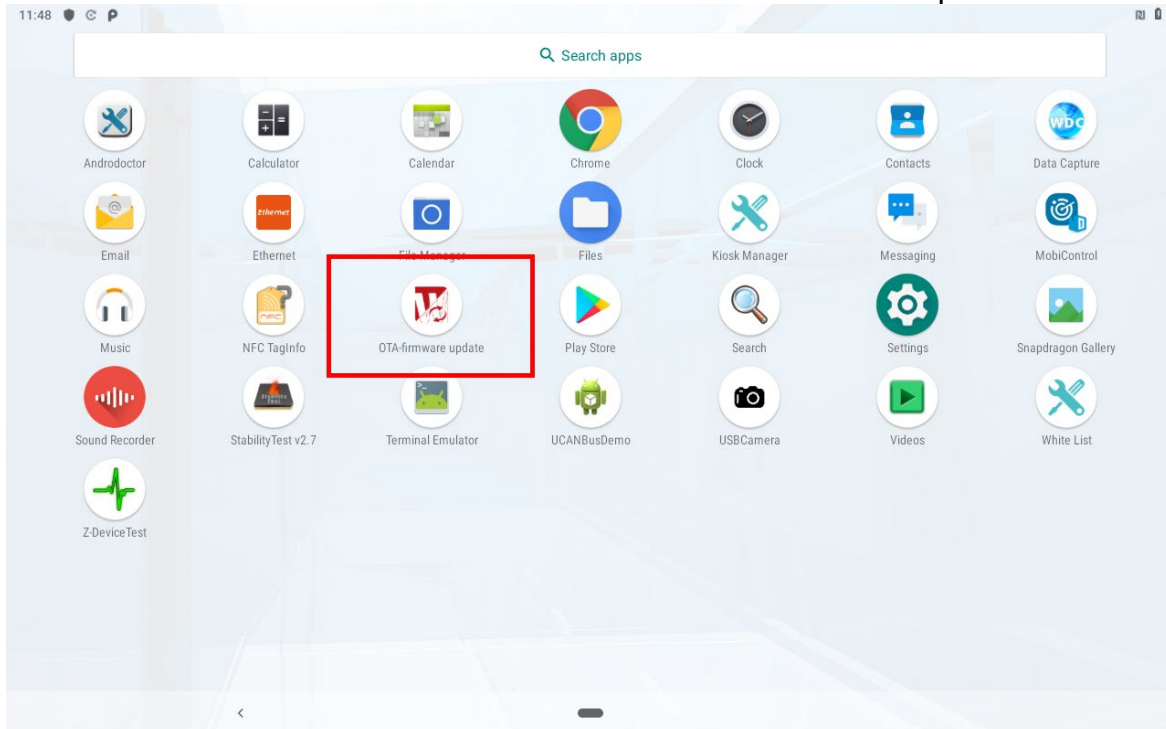 11:48
Search apps
Androdoctor Calculator Calendar Chrome Clock Contacts Data Capture
Email Ethernet File Manager Files Kiosk Manager Messaging MobiControl
Music NFC TagInfo OTA-firmware update Play Store Search Settings Snapdragon Gallery
Sound Recorder StabilityTest v2.7 Terminal Emulator UCANBusDemo USBCamera Videos White List
Z-DeviceTest